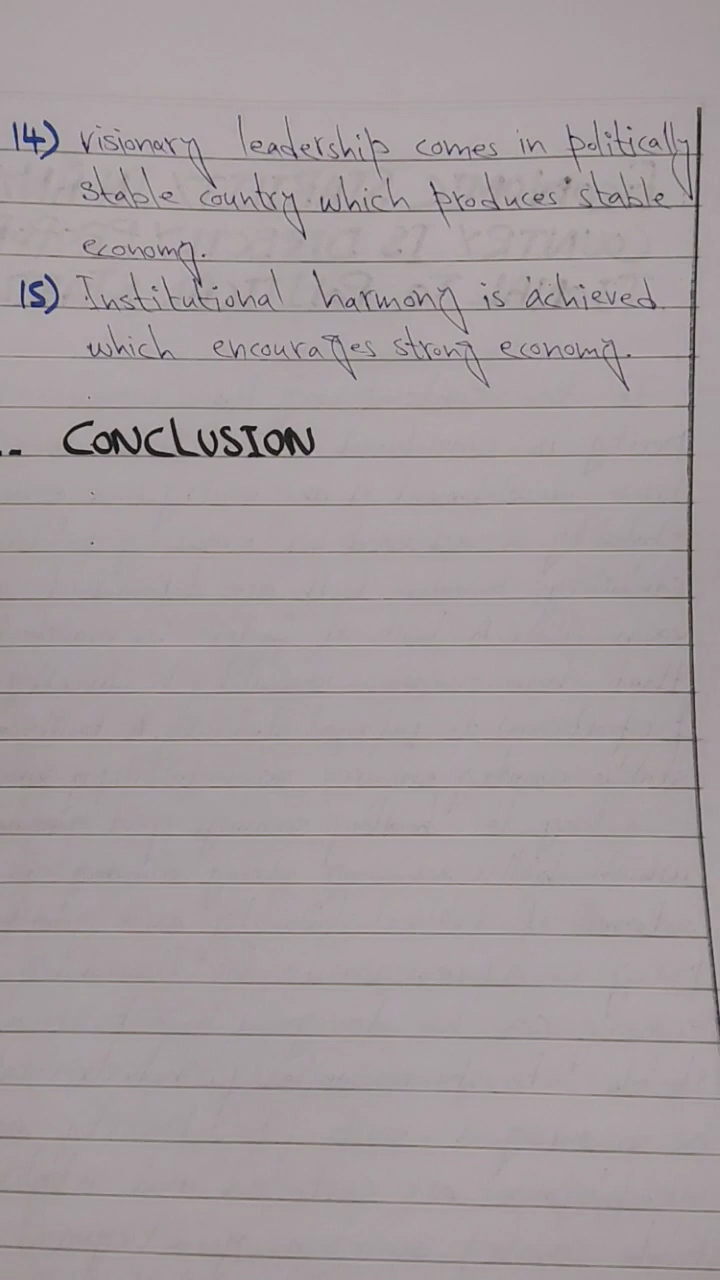 14) visionary leadership comes in politically
stable country which produces stable
economy.
15) Institutional harmony is achieved
which encourages strong economy.
.. CONCLUSION